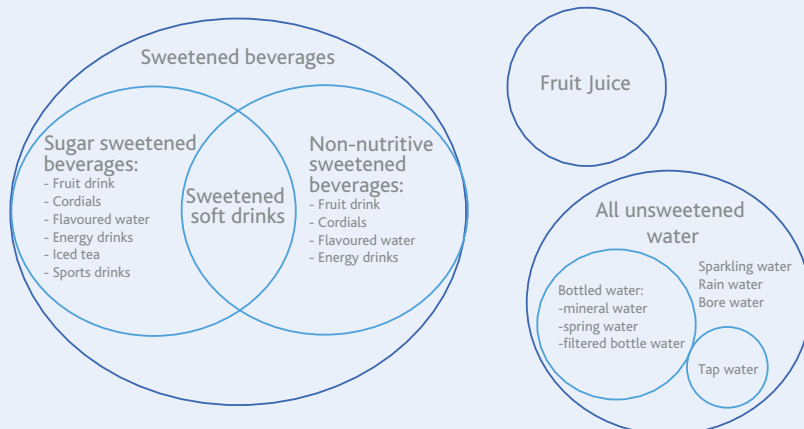 Sweetened beverages
Sugar sweetened
beverages:
- Fruit drink
- Cordials
- Flavoured water
- Energy drinks
- Iced tea
- Sports drinks
Sweetened
soft drinks
Non-nutritive
sweetened
beverages:
- Fruit drink
- Cordials
- Flavoured water
- Energy drinks
Fruit Juice
All unsweetened
water
Bottled water:
-mineral water
-spring water
-filtered bottle water
Sparkling water
Rain water
Bore water
Tap water